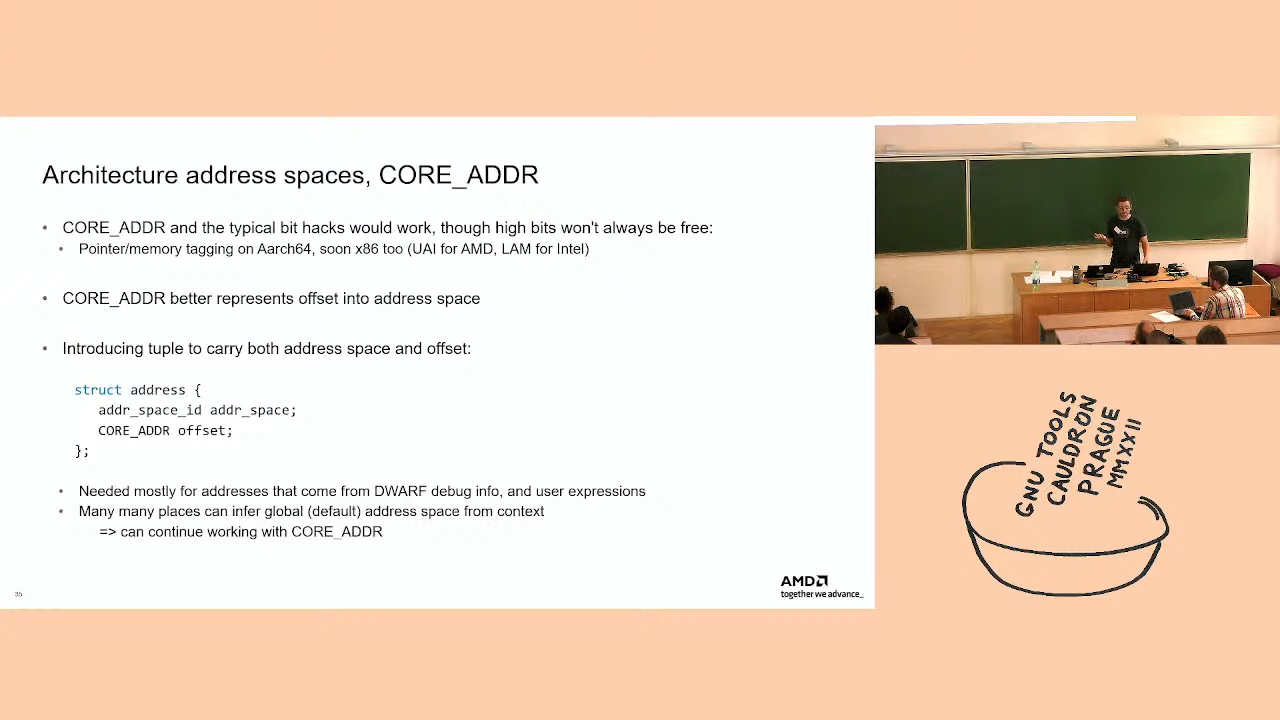 Architecture address spaces, CORE_ADDR
• CORE_ADDR and the typical bit hacks would work, though high bits won't always be free:
• Pointer/memory tagging on Aarch64, soon x86 too (UAI for AMD, LAM for Intel)
• CORE_ADDR better represents offset into address space
• Introducing tuple to carry both address space and offset:
struct address {
addr_space_id addr_space;
CORE_ADDR offset;
};
• Needed mostly for addresses that come from DWARF debug info, and user expressions
• Many many places can infer global (default) address space from context
=> can continue working with CORE_ADDR
35
AMD
together we advance_
GNU TOOLS
CAULDRON
PRAGUE
MMXXII